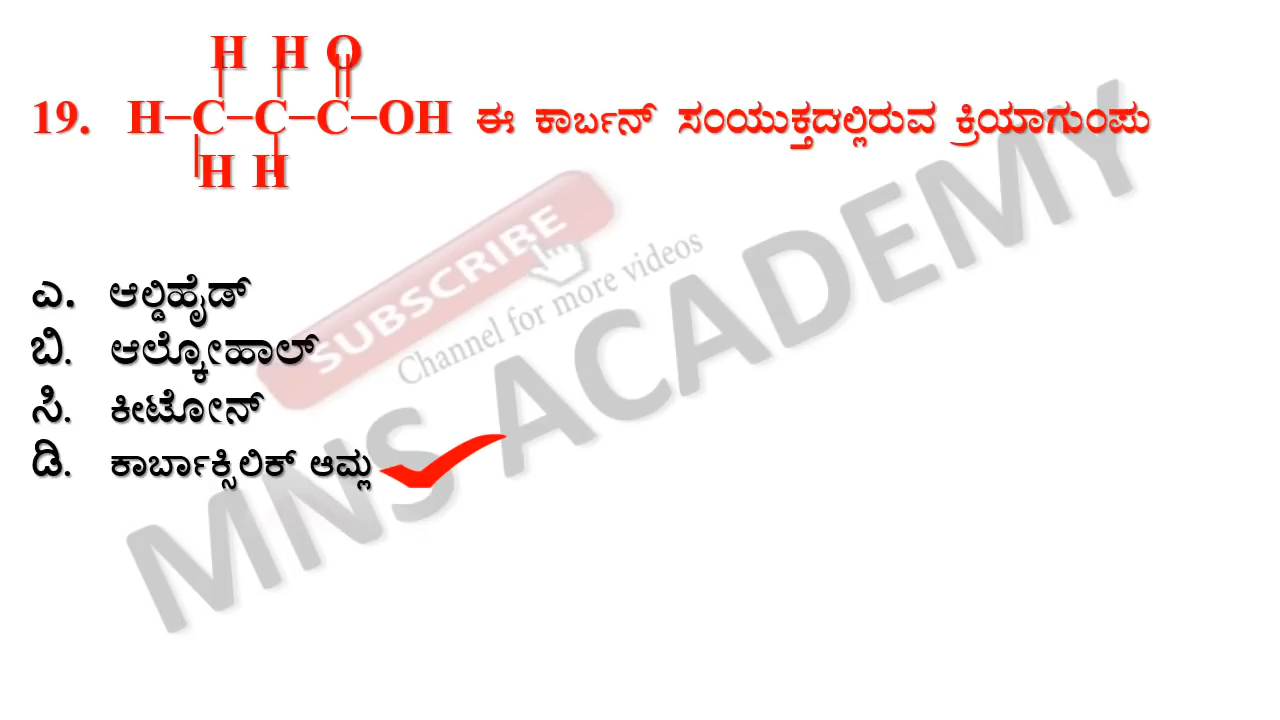 H H O
19. H–C–C–C–OH ಈ ಕಾರ್ಬನ್ ಸಂಯುಕ್ತದಲ್ಲಿರುವ ಕ್ರಿಯಾಗುಂಪು
H H
ಎ. ಆಲ್ಡಿಹೈಡ್
ಬಿ. ಆಲ್ಕೋಹಾಲ್
ಸಿ. ಕೀಟೋನ್
ಡಿ. ಕಾರ್ಬಾಕ್ಸಿಲಿಕ್ ಆಮ್ಲ
SUBSCRIBE
Channel for more videos
MNS ACADEMY